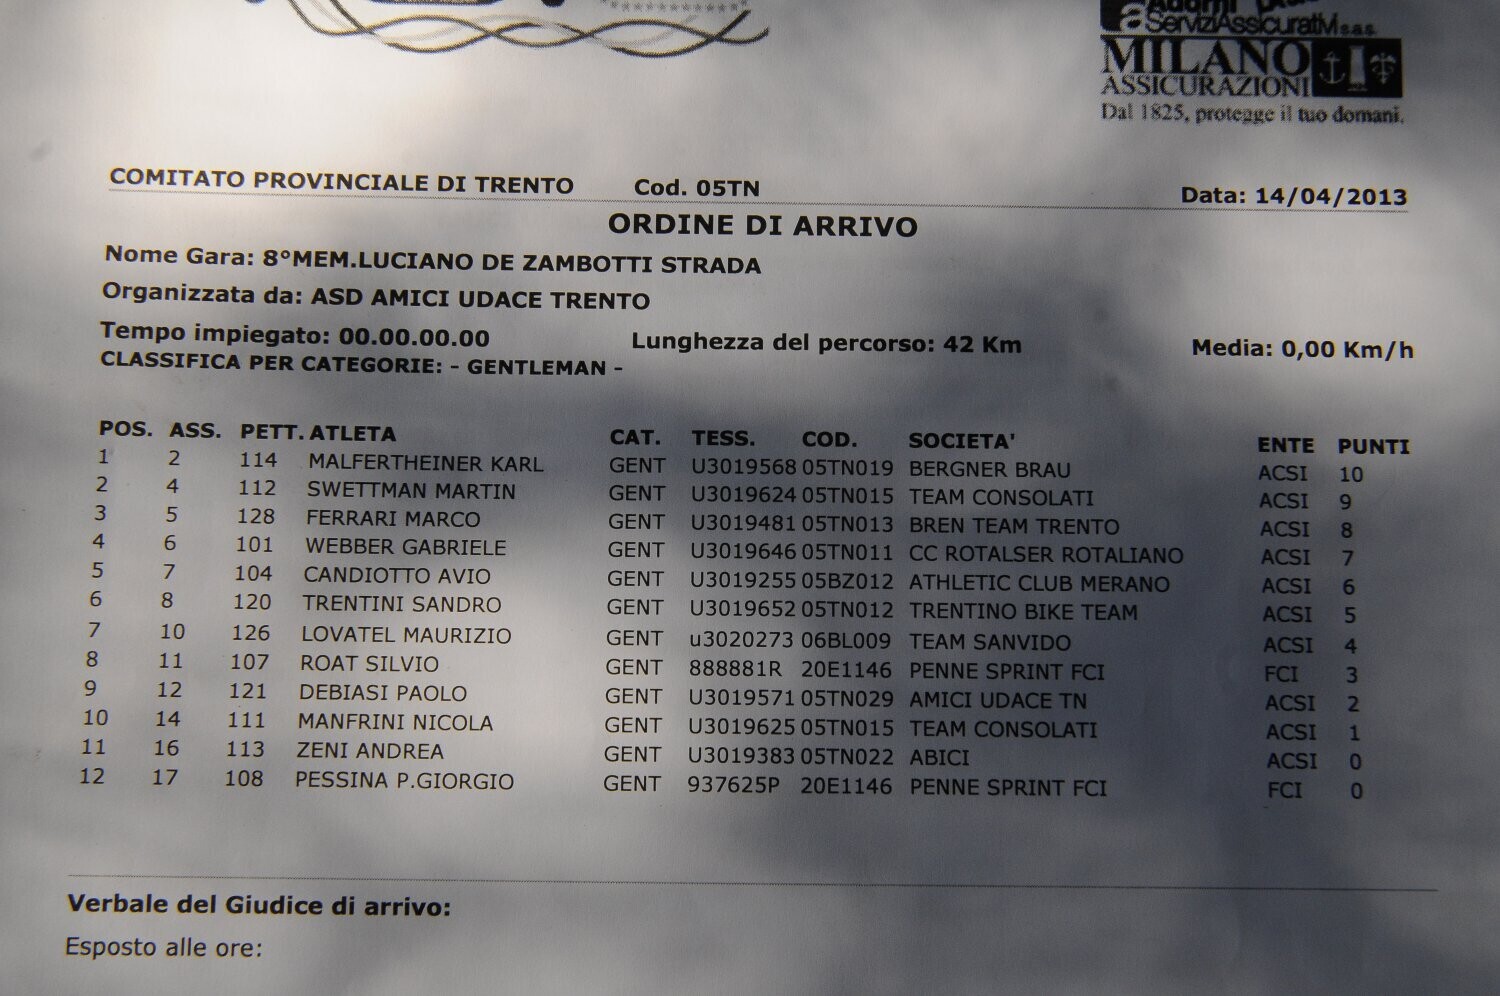 Adorni
a ServiziAssicurativi s.a.s.
MILANO
ASSICURAZIONI
Dal 1825, protegge il tuo domani.
COMITATO PROVINCIALE DI TRENTO Cod. 05TN Data: 14/04/2013
ORDINE DI ARRIVO
Nome Gara: 8°MEM.LUCIANO DE ZAMBOTTI STRADA
Organizzata da: ASD AMICI UDACE TRENTO
Tempo impiegato: 00.00.00.00 Lunghezza del percorso: 42 Km Media: 0,00 Km/h
CLASSIFICA PER CATEGORIE: - GENTLEMAN -
POS. ASS. PETT. ATLETA CAT. TESS. COD. SOCIETA' ENTE PUNTI
1 2 114 MALFERTHEINER KARL GENT U3019568 05TN019 BERGNER BRAU ACSI 10
2 4 112 SWETTMAN MARTIN GENT U3019624 05TN015 TEAM CONSOLATI ACSI 9
3 5 128 FERRARI MARCO GENT U3019481 05TN013 BREN TEAM TRENTO ACSI 8
4 6 101 WEBBER GABRIELE GENT U3019646 05TN011 CC ROTALSER ROTALIANO ACSI 7
5 7 104 CANDIOTTO AVIO GENT U3019255 05BZ012 ATHLETIC CLUB MERANO ACSI 6
6 8 120 TRENTINI SANDRO GENT U3019652 05TN012 TRENTINO BIKE TEAM ACSI 5
7 10 126 LOVATEL MAURIZIO GENT u3020273 06BL009 TEAM SANVIDO ACSI 4
8 11 107 ROAT SILVIO GENT 888881R 20E1146 PENNE SPRINT FCI FCI 3
9 12 121 DEBIASI PAOLO GENT U3019571 05TN029 AMICI UDACE TN ACSI 2
10 14 111 MANFRINI NICOLA GENT U3019625 05TN015 TEAM CONSOLATI ACSI 1
11 16 113 ZENI ANDREA GENT U3019383 05TN022 ABICI ACSI 0
12 17 108 PESSINA P.GIORGIO GENT 937625P 20E1146 PENNE SPRINT FCI FCI 0
Verbale del Giudice di arrivo:
Esposto alle ore: